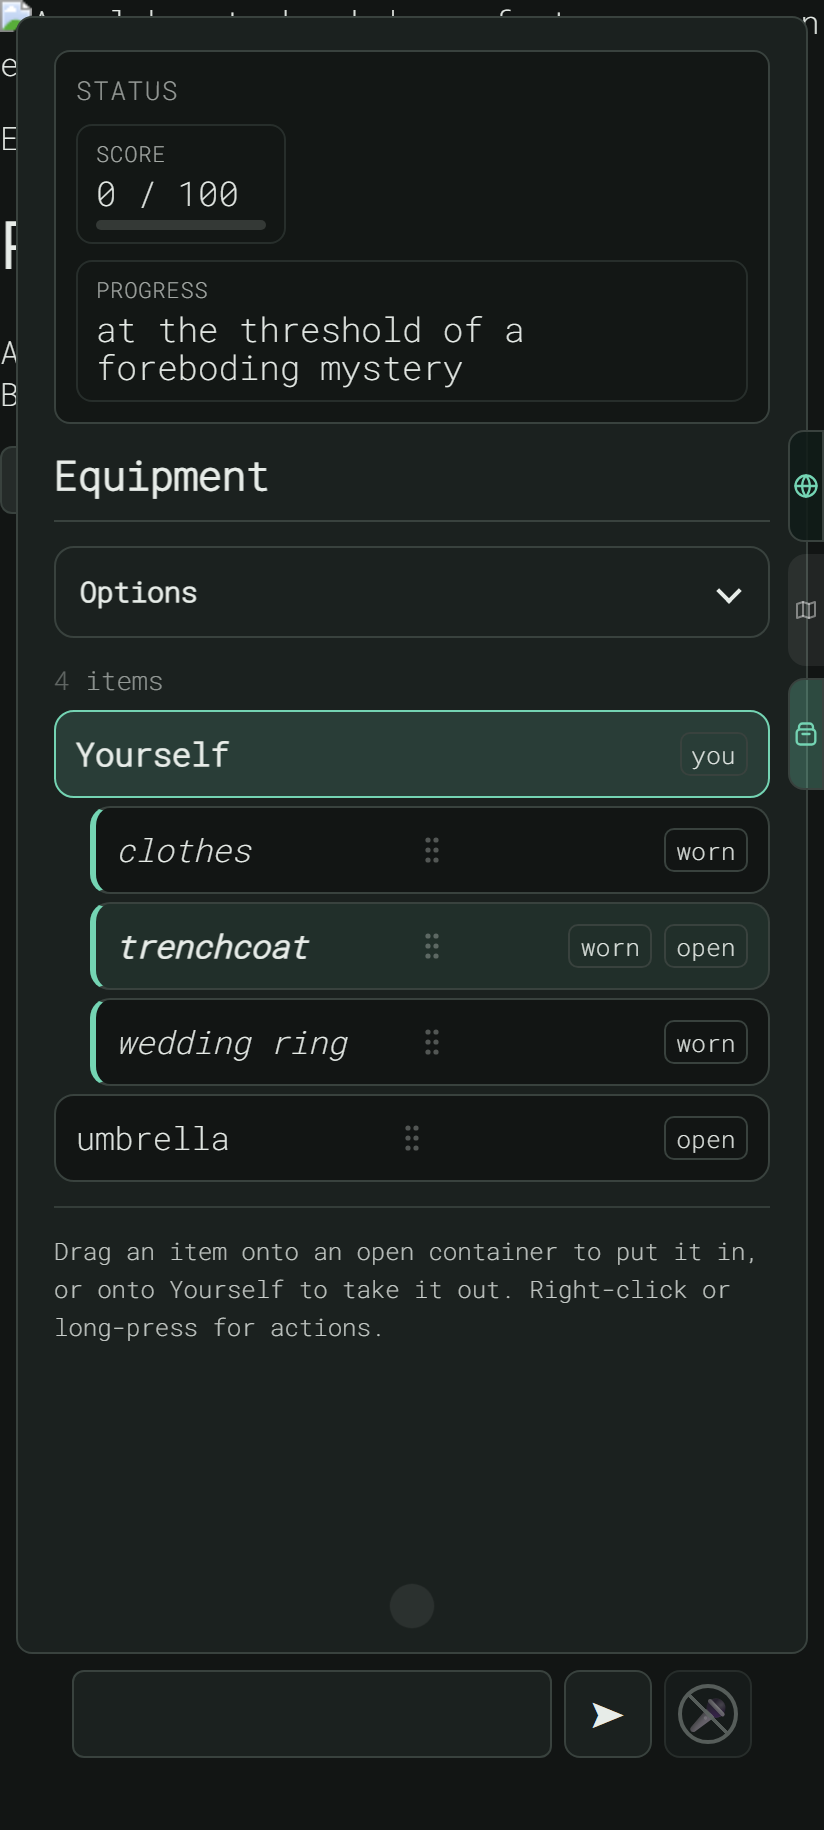 STATUS
SCORE
0 / 100
PROGRESS
at the threshold of a
foreboding mystery
Equipment
Options
4 items
Yourself you
clothes worn
trenchcoat worn open
wedding ring worn
umbrella open
Drag an item onto an open container to put it in,
or onto Yourself to take it out. Right-click or
long-press for actions.